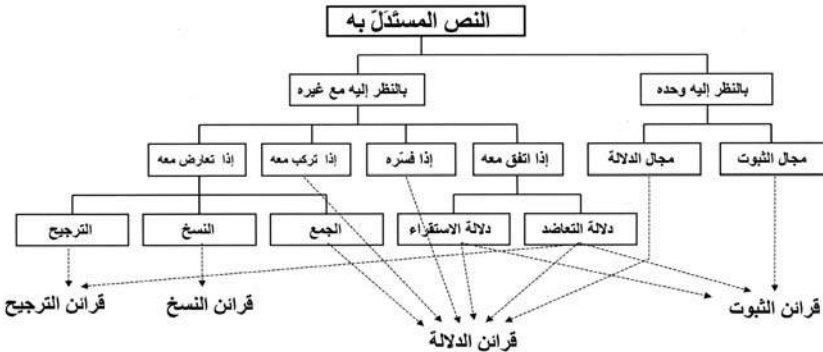 النص المستَدَلّ به
بالنظر إليه وحده
بالنظر إليه مع غيره
مجال الثبوت
مجال الدلالة
إذا اتفق معه
إذا فسّره
إذا تركب معه
إذا تعارض معه
دلالة التعاضد
دلالة الاستقراء
الجمع
النسخ
الترجيح
قرائن الثبوت
قرائن الدلالة
قرائن النسخ
قرائن الترجيح